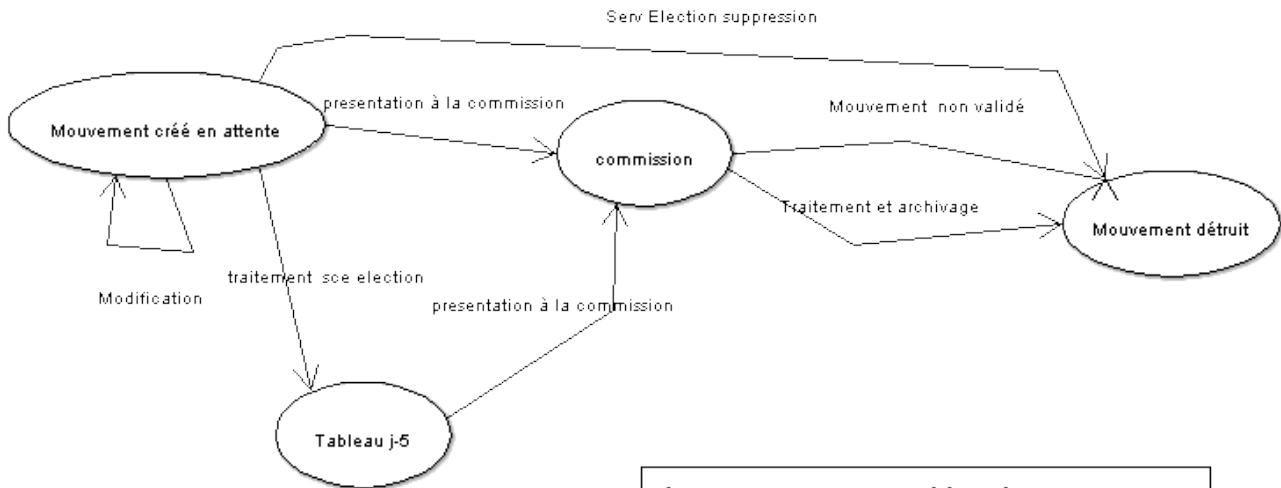 Serv Election suppression
presentation à la commission
Mouvement non validé
Mouvement créé en attente
commission
Traitement et archivage
Mouvement détruit
traitement sce election
Modification
presentation à la commission
Tableau j-5